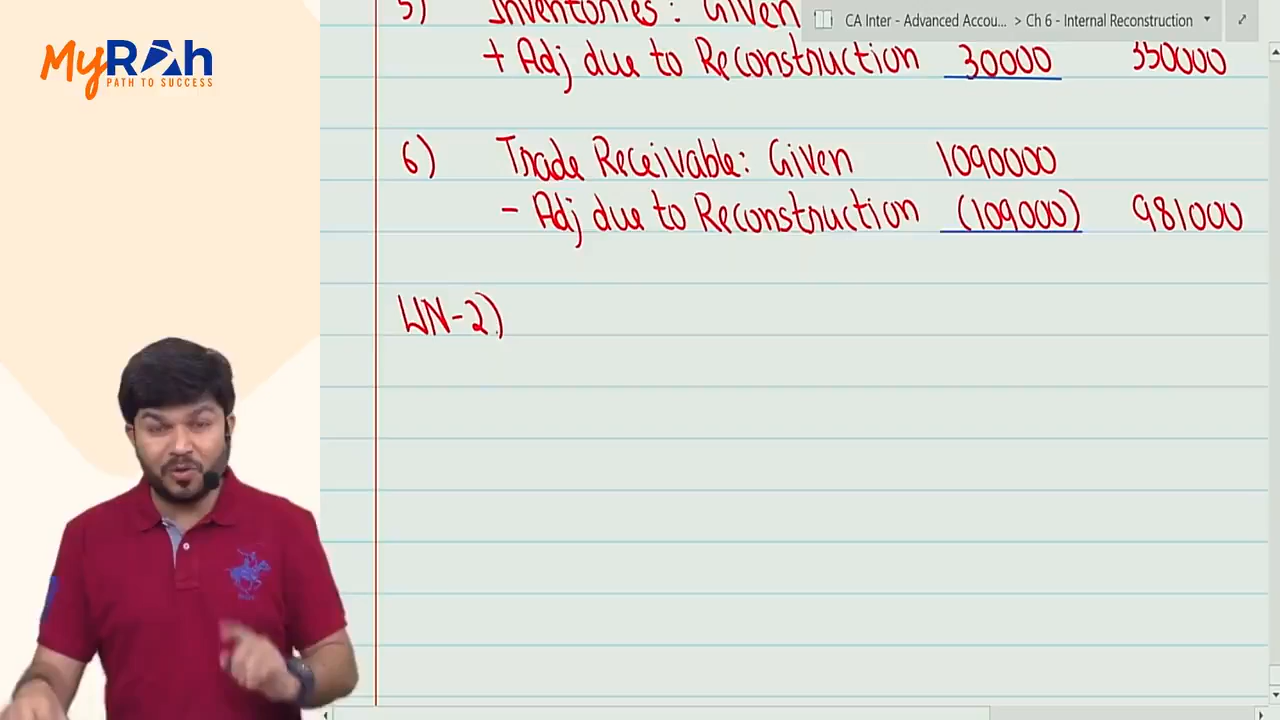 MyRAh
PATH TO SUCCESS
CA Inter - Advanced Accou... > Ch 6 - Internal Reconstruction
5) Inventories: Given
+ Adj due to Reconstruction 30000 350000
6) Trade Receivable: Given 1090000
- Adj due to Reconstruction (109000) 981000
WN-2)